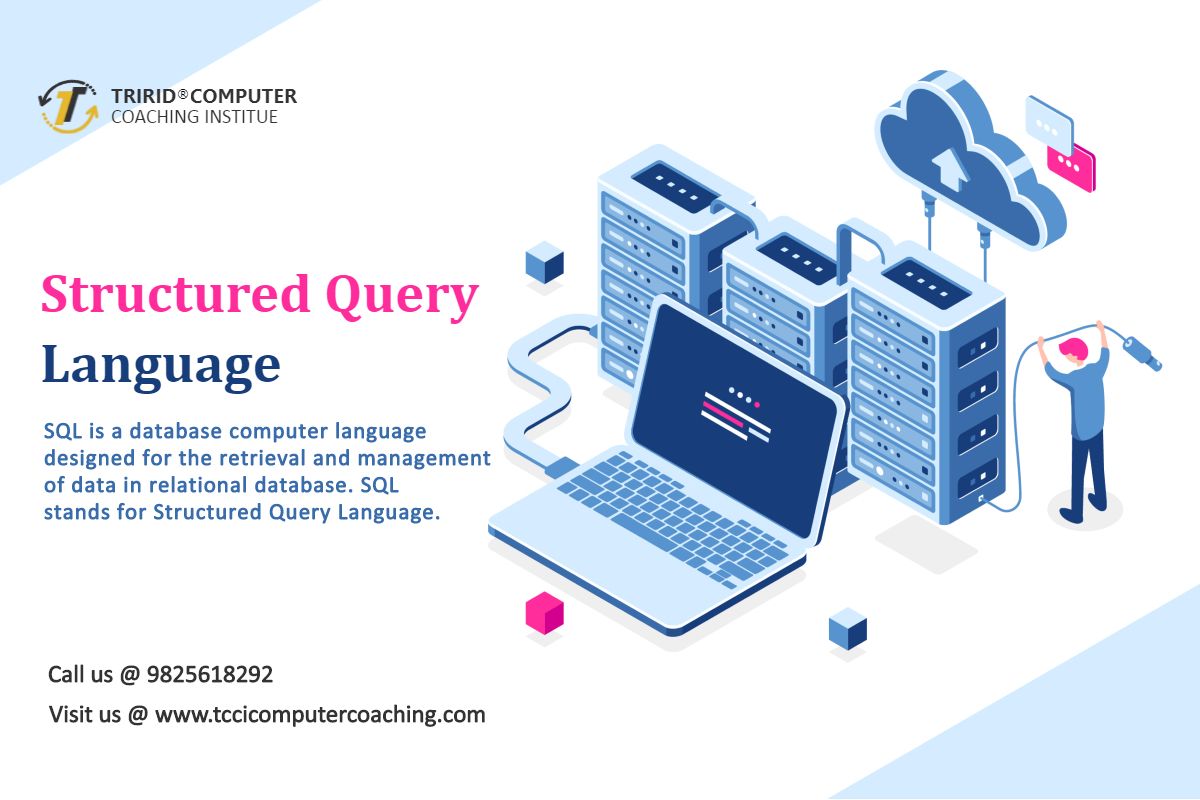 TRIRID®COMPUTER
COACHING INSTITUE
Structured Query
Language
SQL is a database computer language
designed for the retrieval and management
of data in relational database. SQL
stands for Structured Query Language.
Call us @ 9825618292
Visit us @ www.tccicomputercoaching.com